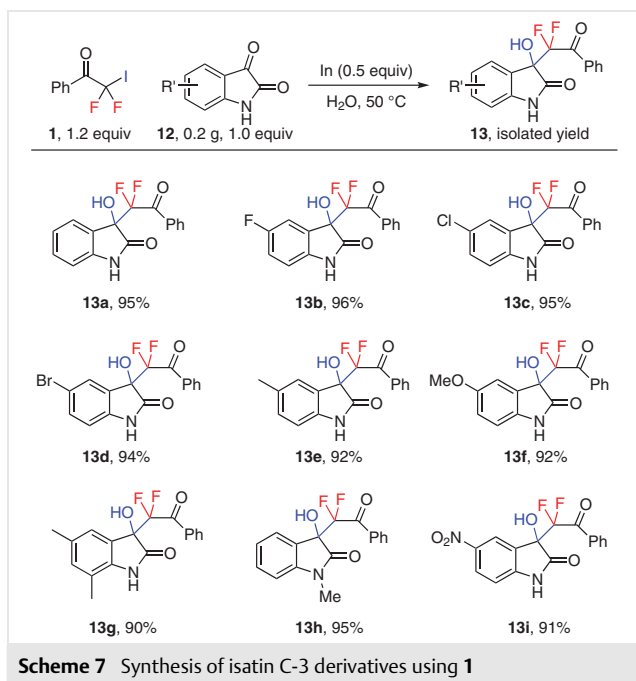 O HO F F O
Ph I R' O R' Ph
F F N H N H O
In (0.5 equiv)
H₂O, 50 °C
1, 1.2 equiv 12, 0.2 g, 1.0 equiv 13, isolated yield
HO F F O Ph O N H
F HO F F O Ph O N H
Cl HO F F O Ph O N H
13a, 95% 13b, 96% 13c, 95%
Br HO F F O Ph O N H
HO F F O Ph O N H
MeO HO F F O Ph O N H
13d, 94% 13e, 92% 13f, 92%
HO F F O Ph O N H
HO F F O Ph O N Me
O₂N HO F F O Ph O N H
13g, 90% 13h, 95% 13i, 91%
Scheme 7 Synthesis of isatin C-3 derivatives using 1